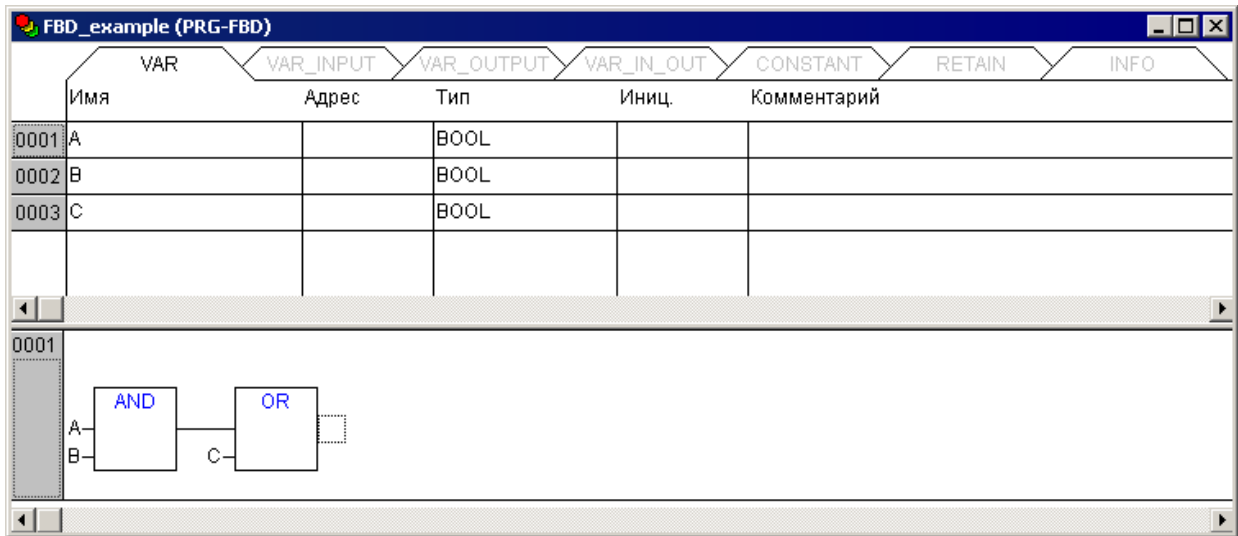 FBD_example (PRG-FBD)
VAR VAR_INPUT VAR_OUTPUT VAR_IN_OUT CONSTANT RETAIN INFO
Имя Адрес Тип Иниц. Комментарий
0001 A BOOL
0002 B BOOL
0003 C BOOL
0001
AND OR
A
B C